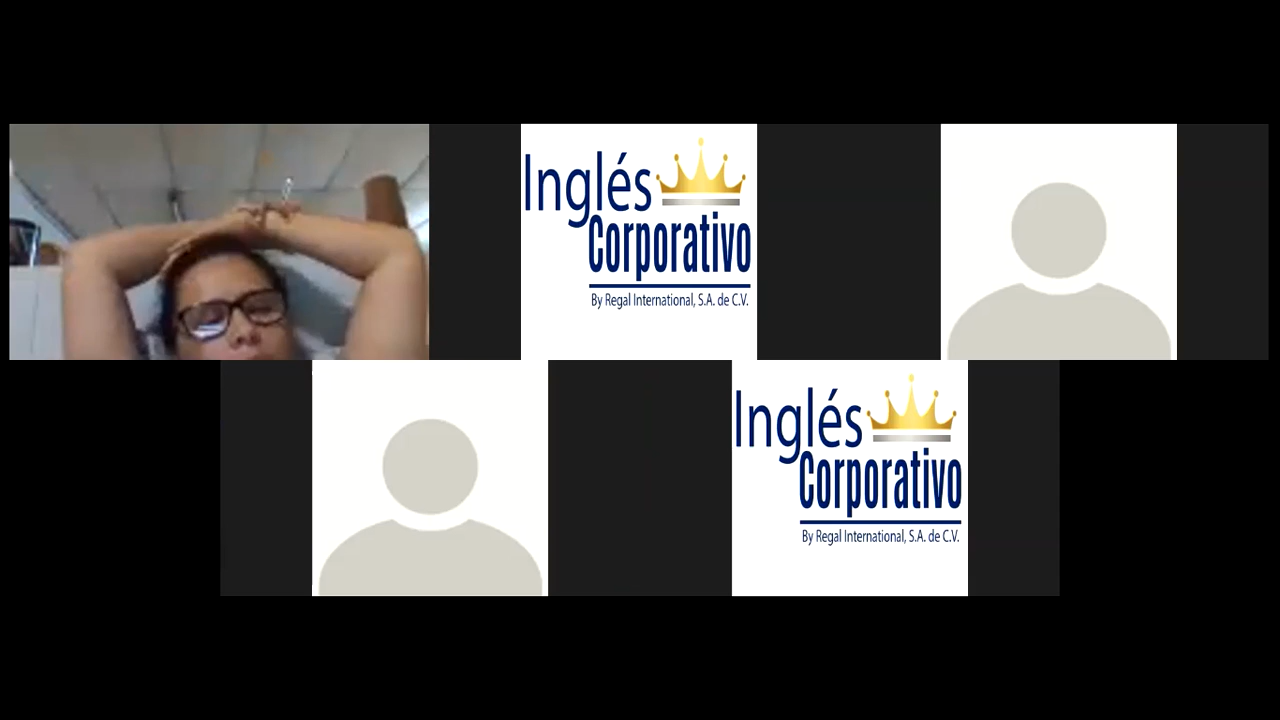 Inglés
Corporativo
By Regal International, S.A. de C.V.
Inglés
Corporativo
By Regal International, S.A. de C.V.